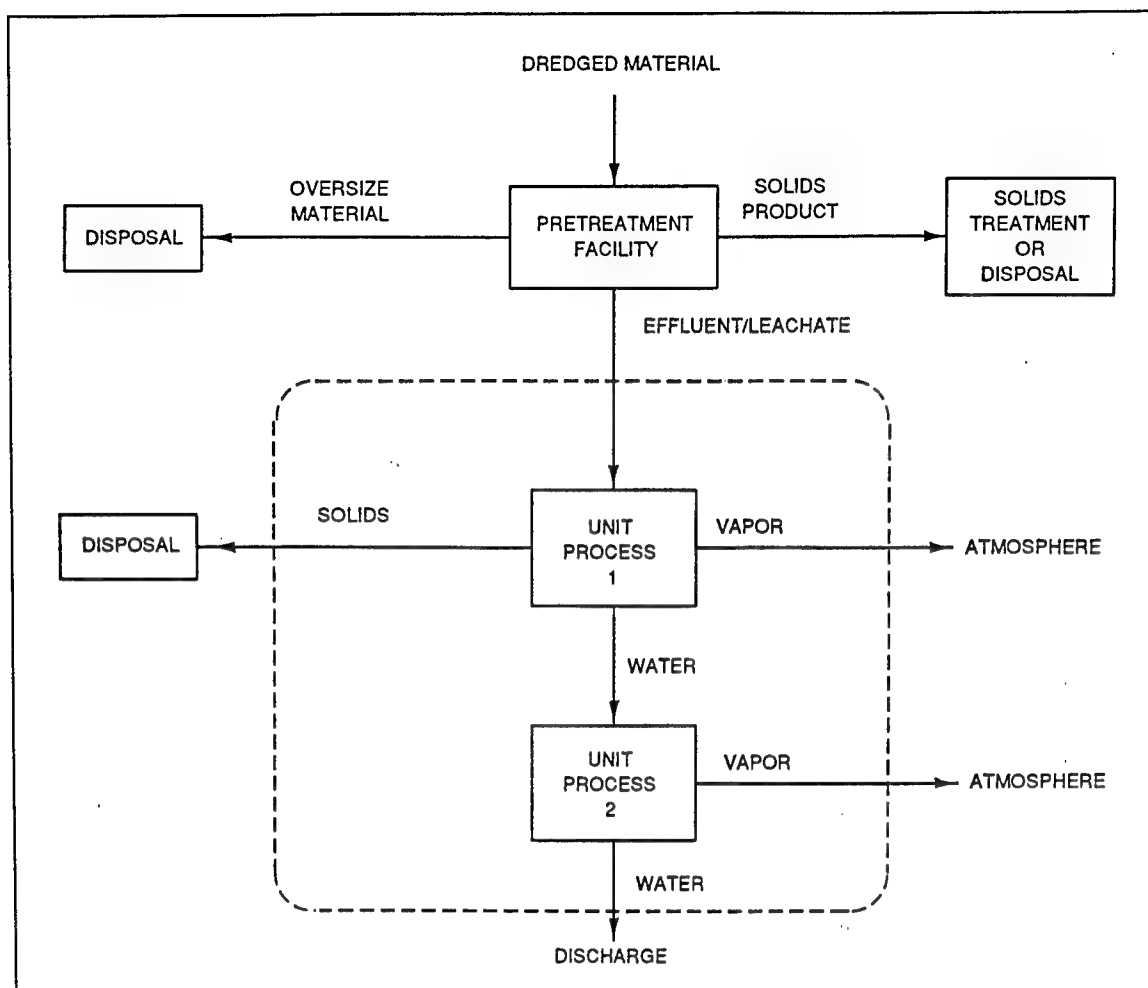 DREDGED MATERIAL
OVERSIZE
MATERIAL
SOLIDS
PRODUCT
DISPOSAL
PRETREATMENT
FACILITY
SOLIDS
TREATMENT
OR
DISPOSAL
EFFLUENT/LEACHATE
SOLIDS
DISPOSAL
UNIT
PROCESS
1
VAPOR
ATMOSPHERE
WATER
UNIT
PROCESS
2
VAPOR
ATMOSPHERE
WATER
DISCHARGE